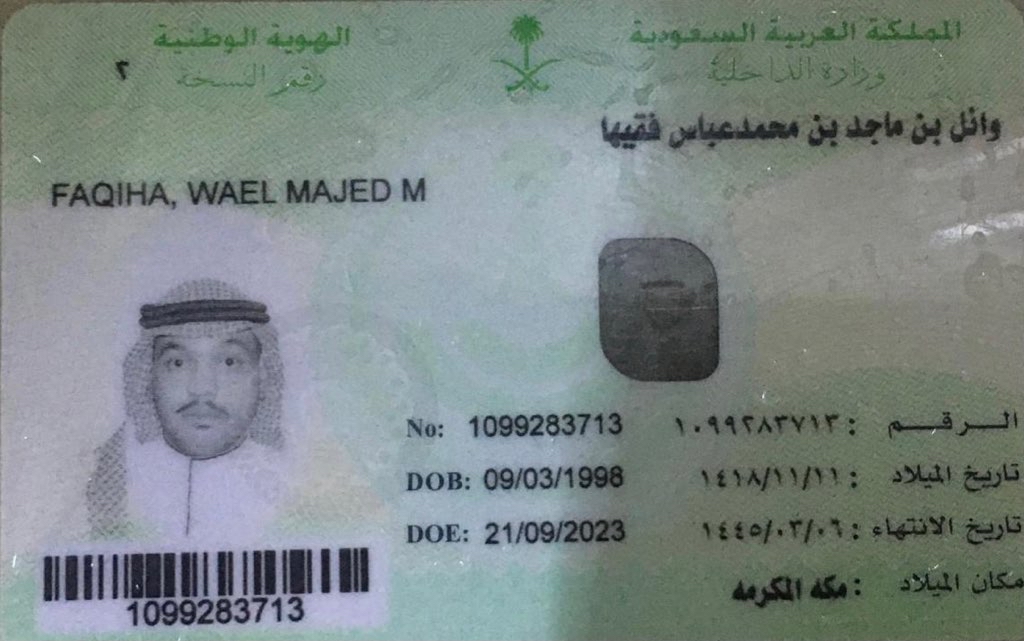 المملكة العربية السعودية
الهوية الوطنية
وزارة الداخلية
رقم النسخة ٢
وائل بن ماجد بن محمدعباس فقيها
FAQIHA, WAEL MAJED M
الرقم : ١٠٩٩٢٨٣٧١٣ No: 1099283713
تاريخ الميلاد : ١٤١٨/١١/١١ DOB: 09/03/1998
تاريخ الانتهاء : ١٤٤٥/٠٣/٠٦ DOE: 21/09/2023
مكان الميلاد : مكه المكرمه
1099283713